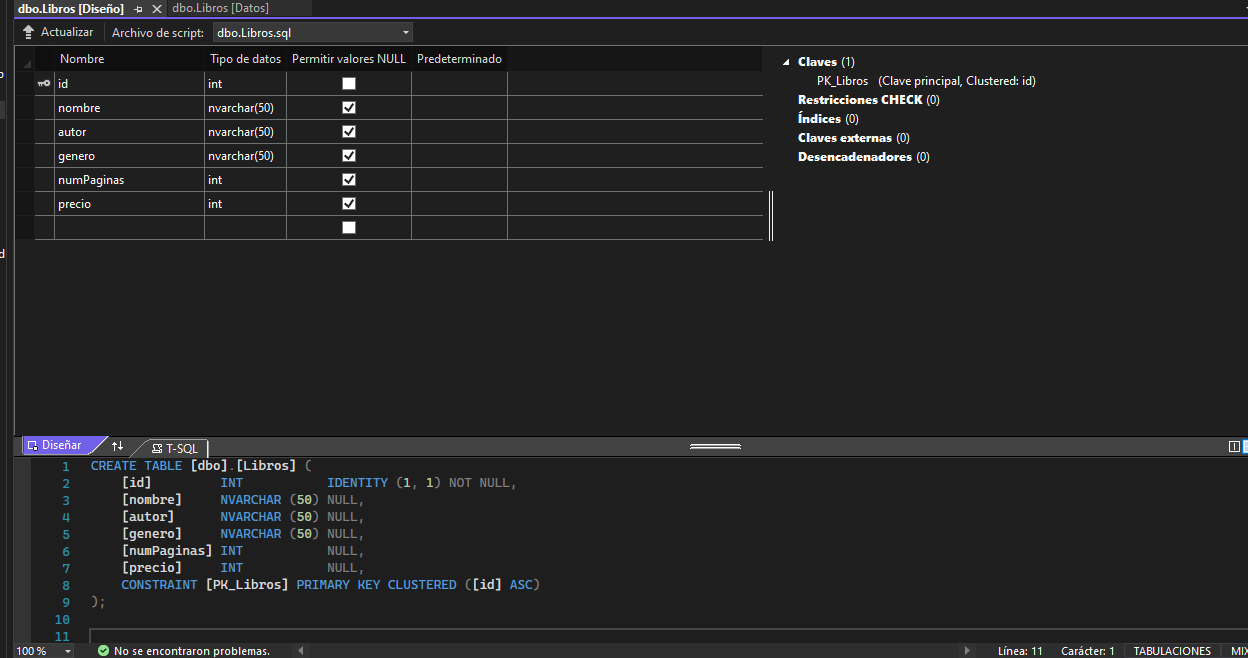 dbo.Libros [Diseño] dbo.Libros [Datos]
Actualizar Archivo de script: dbo.Libros.sql
Nombre Tipo de datos Permitir valores NULL Predeterminado
id int
nombre nvarchar(50)
autor nvarchar(50)
genero nvarchar(50)
numPaginas int
precio int
Claves (1)
PK_Libros (Clave principal, Clustered: id)
Restricciones CHECK (0)
Índices (0)
Claves externas (0)
Desencadenadores (0)
Diseñar T-SQL
1 CREATE TABLE [dbo].[Libros] (
2 [id] INT IDENTITY (1, 1) NOT NULL,
3 [nombre] NVARCHAR (50) NULL,
4 [autor] NVARCHAR (50) NULL,
5 [genero] NVARCHAR (50) NULL,
6 [numPaginas] INT NULL,
7 [precio] INT NULL,
8 CONSTRAINT [PK_Libros] PRIMARY KEY CLUSTERED ([id] ASC)
9 );
10
11
100 % No se encontraron problemas. Línea: 11 Carácter: 1 TABULACIONES